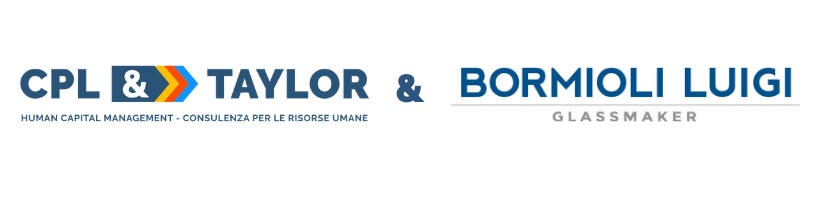 CPL & TAYLOR & BORMIOLI LUIGI
HUMAN CAPITAL MANAGEMENT - CONSULENZA PER LE RISORSE UMANE
GLASSMAKER